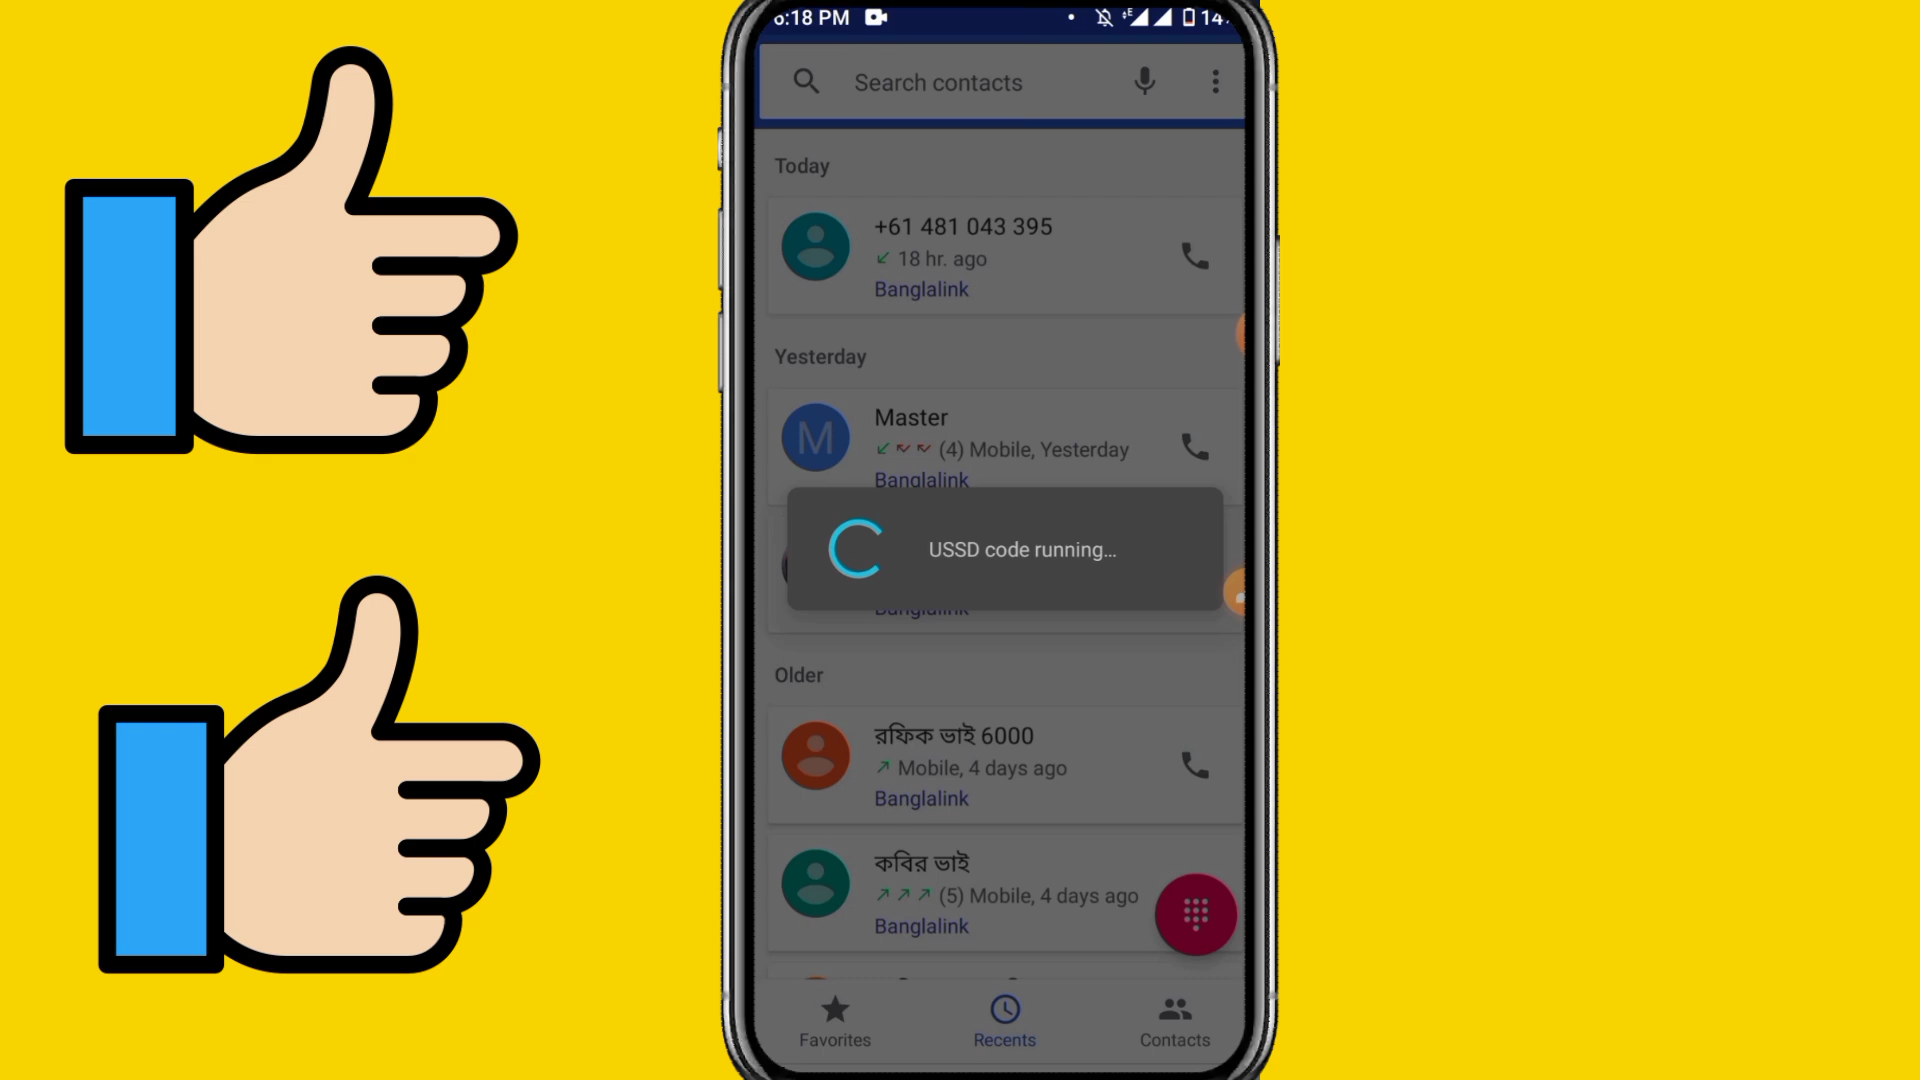 6:18 PM
14
Search contacts
Today
+61 481 043 395
18 hr. ago
Banglalink
Yesterday
M
Master
(4) Mobile, Yesterday
Banglalink
USSD code running...
Banglalink
Older
রফিক ভাই 6000
Mobile, 4 days ago
Banglalink
কবির ভাই
(5) Mobile, 4 days ago
Banglalink
Favorites
Recents
Contacts